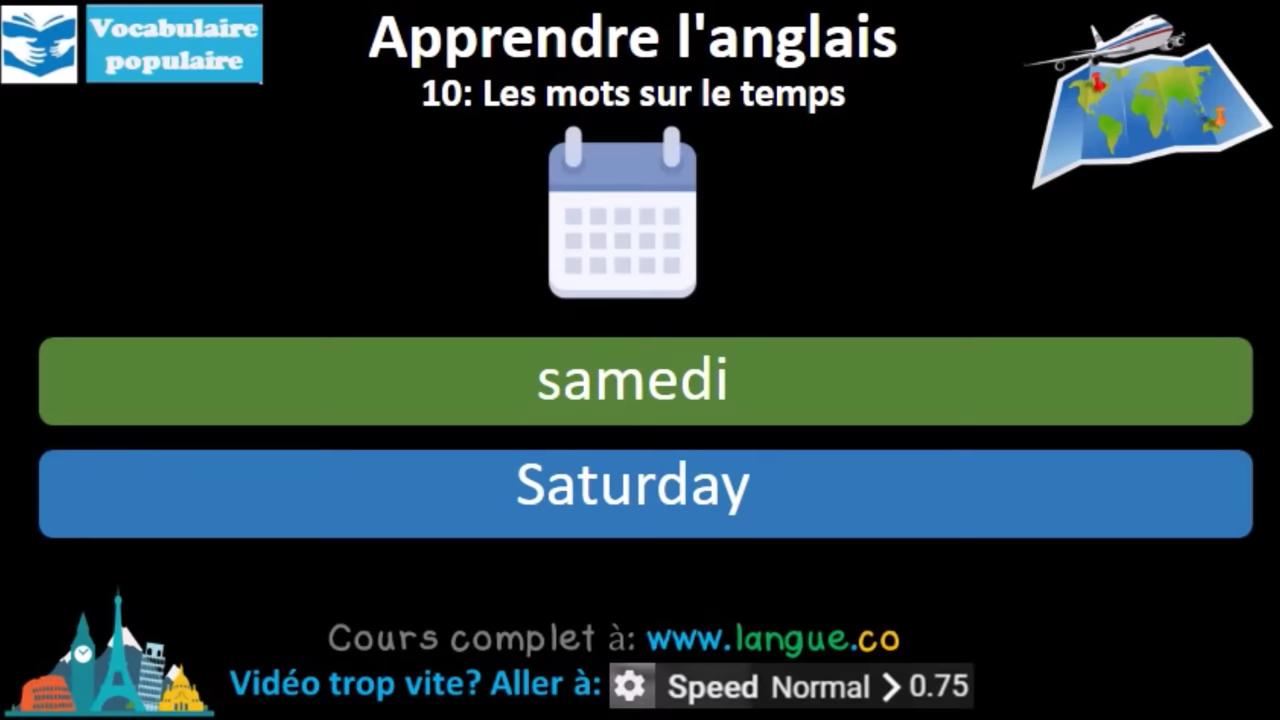 Vocabulaire
populaire
Apprendre l'anglais
10: Les mots sur le temps
samedi
Saturday
Cours complet à: www.langue.co
Vidéo trop vite? Aller à: Speed Normal > 0.75